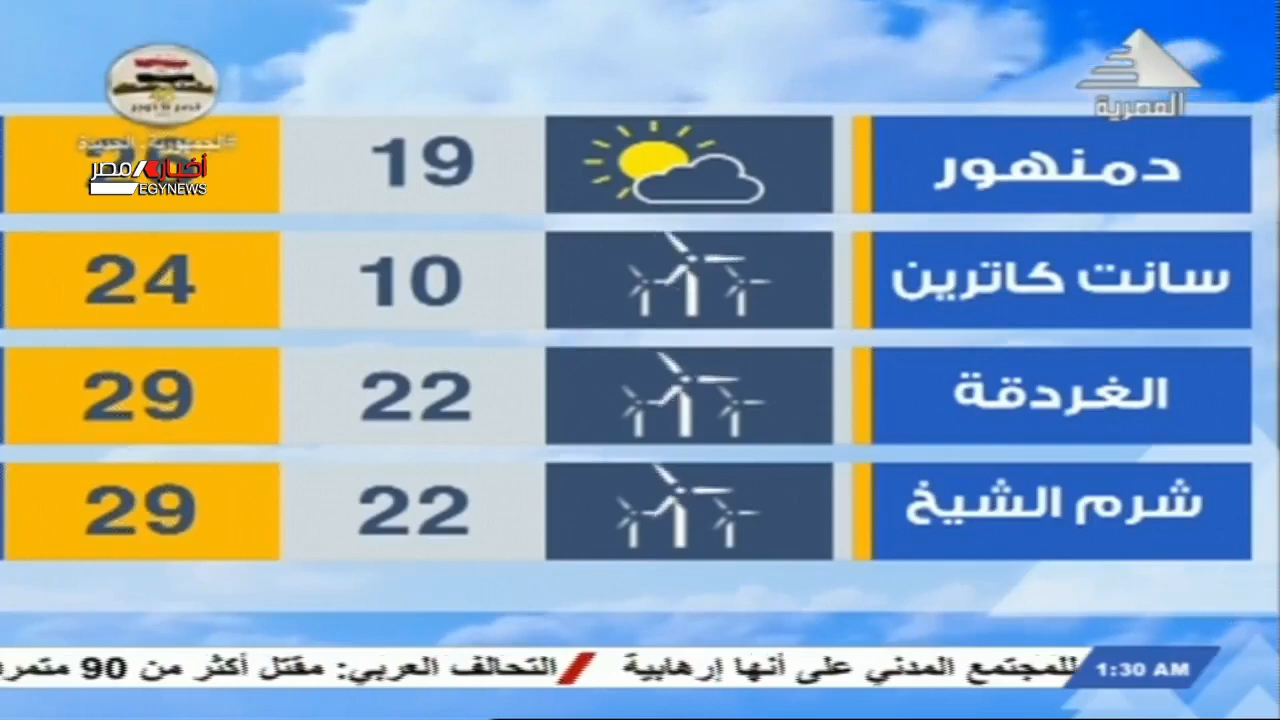 المصرية
#الجمهورية_الجديدة
أخبار/مصر
EGYNEWS
دمنهور 19
سانت كاترين 10 24
الغردقة 22 29
شرم الشيخ 22 29
1:30 AM
للمجتمع المدني على أنها إرهابية / التحالف العربي: مقتل أكثر من 90